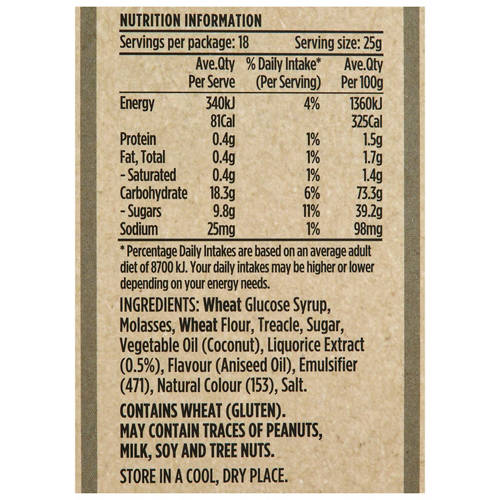 NUTRITION INFORMATION
Servings per package: 18 Serving size: 25g
Ave.Qty % Daily Intake* Ave.Qty
Per Serve (Per Serving) Per 100g
Energy 340kJ 4% 1360kJ
81Cal 325Cal
Protein 0.4g 1% 1.5g
Fat, Total 0.4g 1% 1.7g
- Saturated 0.4g 1% 1.4g
Carbohydrate 18.3g 6% 73.3g
- Sugars 9.8g 11% 39.2g
Sodium 25mg 1% 98mg
* Percentage Daily Intakes are based on an average adult
diet of 8700 kJ. Your daily intakes may be higher or lower
depending on your energy needs.
INGREDIENTS: Wheat Glucose Syrup,
Molasses, Wheat Flour, Treacle, Sugar,
Vegetable Oil (Coconut), Liquorice Extract
(0.5%), Flavour (Aniseed Oil), Emulsifier
(471), Natural Colour (153), Salt.
CONTAINS WHEAT (GLUTEN).
MAY CONTAIN TRACES OF PEANUTS,
MILK, SOY AND TREE NUTS.
STORE IN A COOL, DRY PLACE.